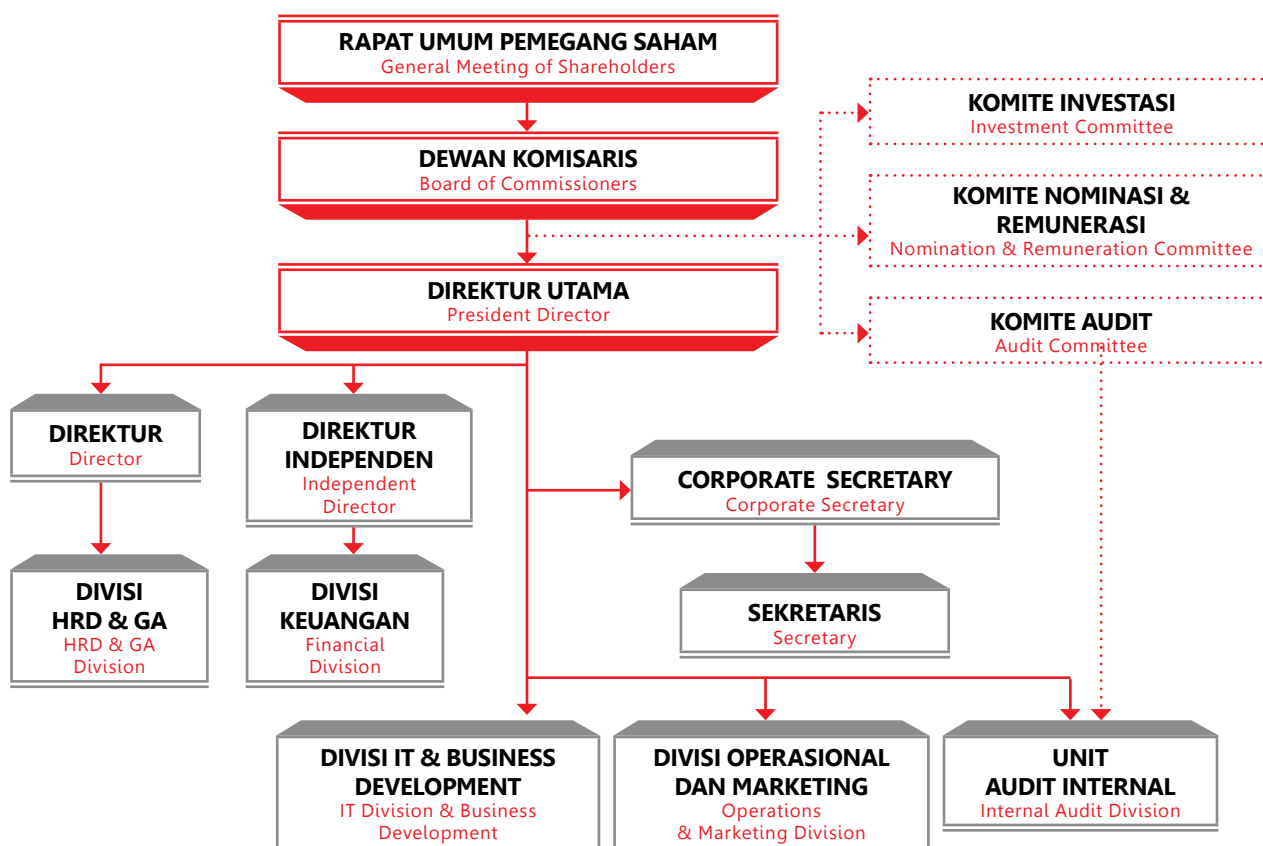 RAPAT UMUM PEMEGANG SAHAM
General Meeting of Shareholders
DEWAN KOMISARIS
Board of Commissioners
DIREKTUR UTAMA
President Director
KOMITE INVESTASI
Investment Committee
KOMITE NOMINASI &
REMUNERASI
Nomination & Remuneration Committee
KOMITE AUDIT
Audit Committee
DIREKTUR
Director
DIREKTUR
INDEPENDEN
Independent
Director
CORPORATE SECRETARY
Corporate Secretary
DIVISI
HRD & GA
HRD & GA
Division
DIVISI
KEUANGAN
Financial
Division
SEKRETARIS
Secretary
DIVISI IT & BUSINESS
DEVELOPMENT
IT Division & Business
Development
DIVISI OPERASIONAL
DAN MARKETING
Operations
& Marketing Division
UNIT
AUDIT INTERNAL
Internal Audit Division